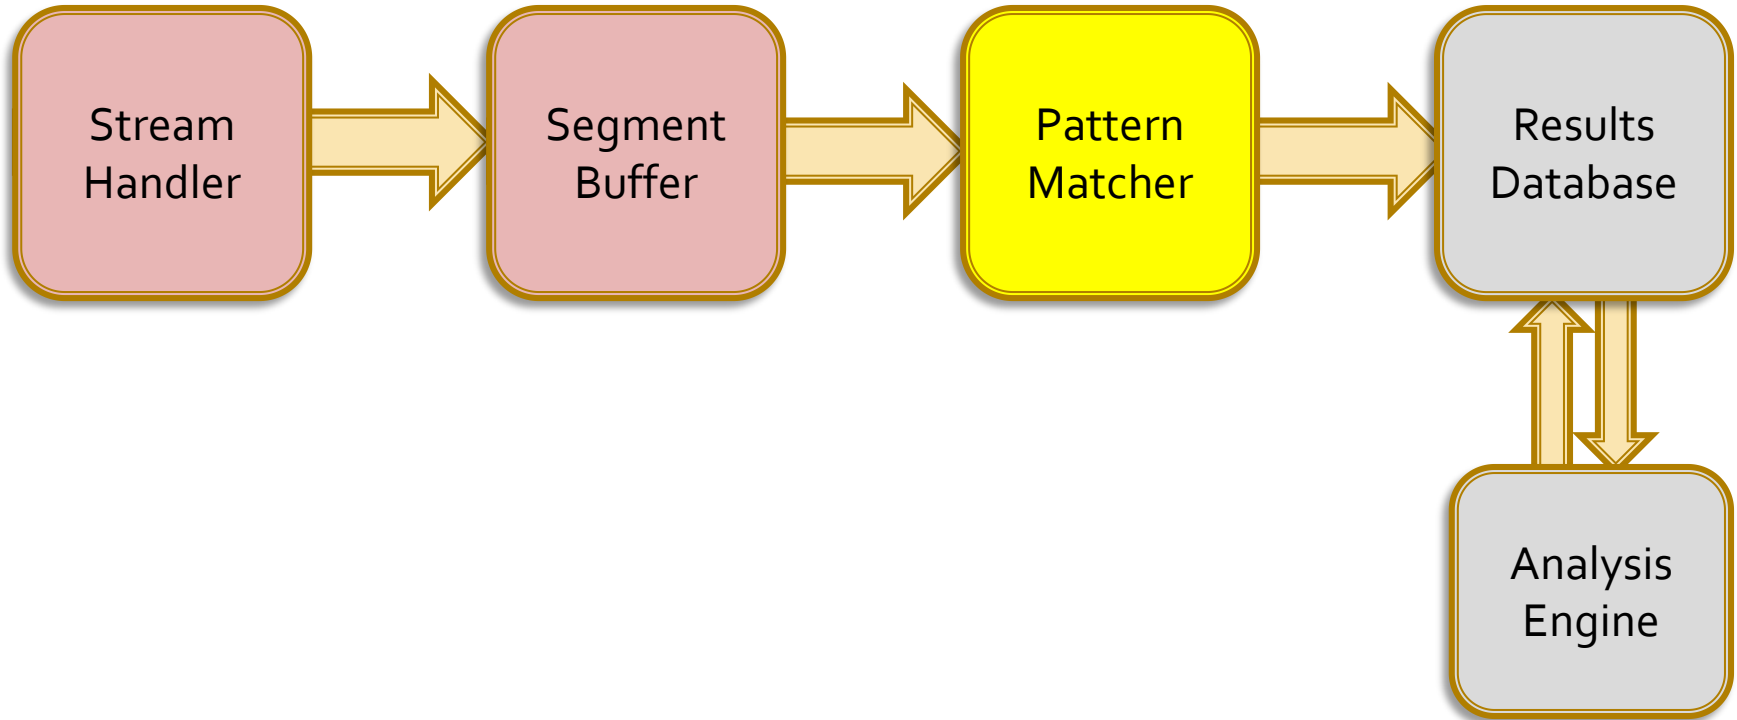 Stream
Handler
Segment
Buffer
Pattern
Matcher
Results
Database
Analysis
Engine